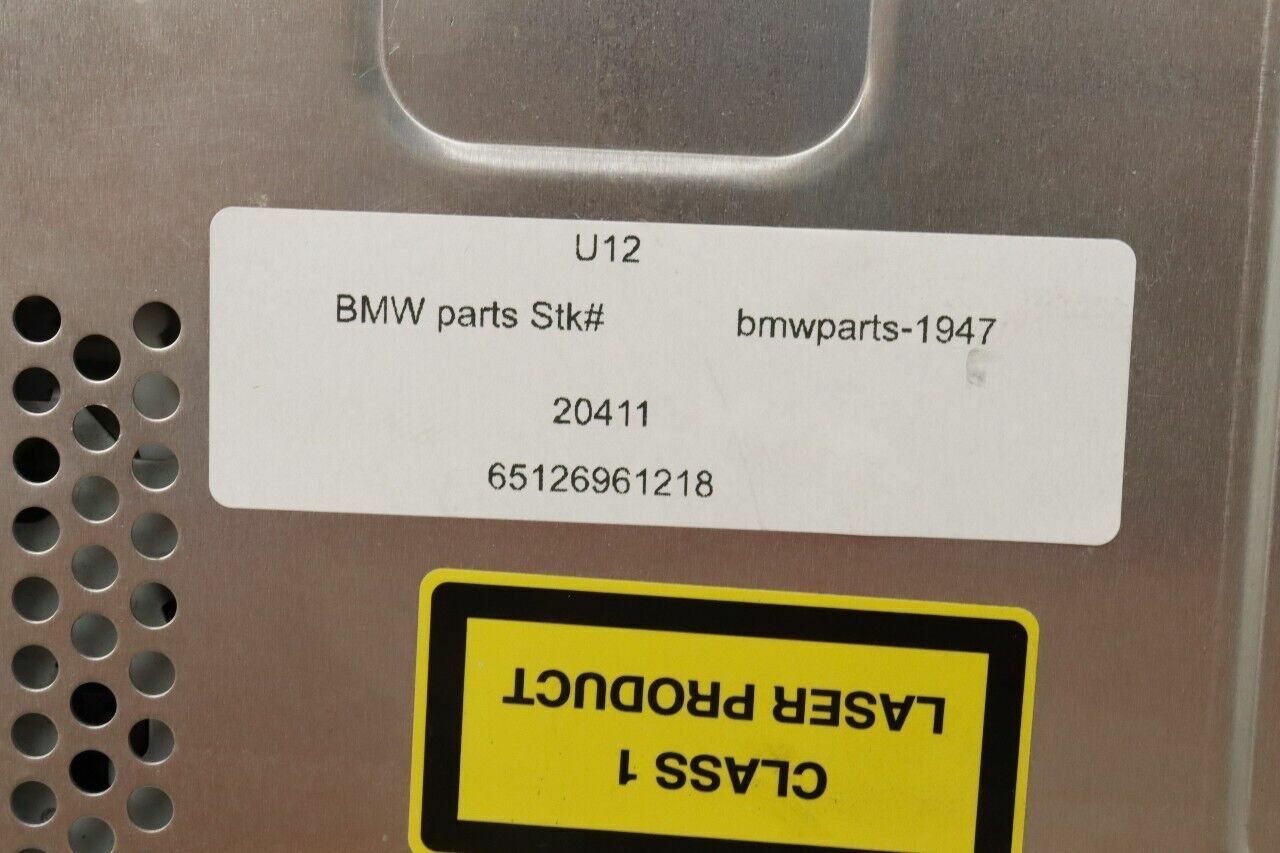 U12
BMW parts Stk# bmwparts-1947
20411
65126961218
CLASS 1
LASER PRODUCT